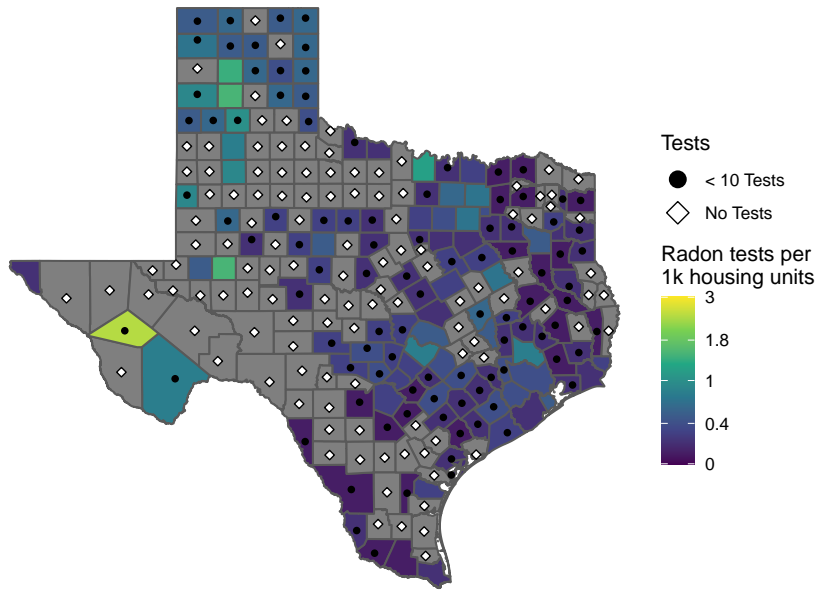 Tests
< 10 Tests
No Tests
Radon tests per
1k housing units
3
1.8
1
0.4
0